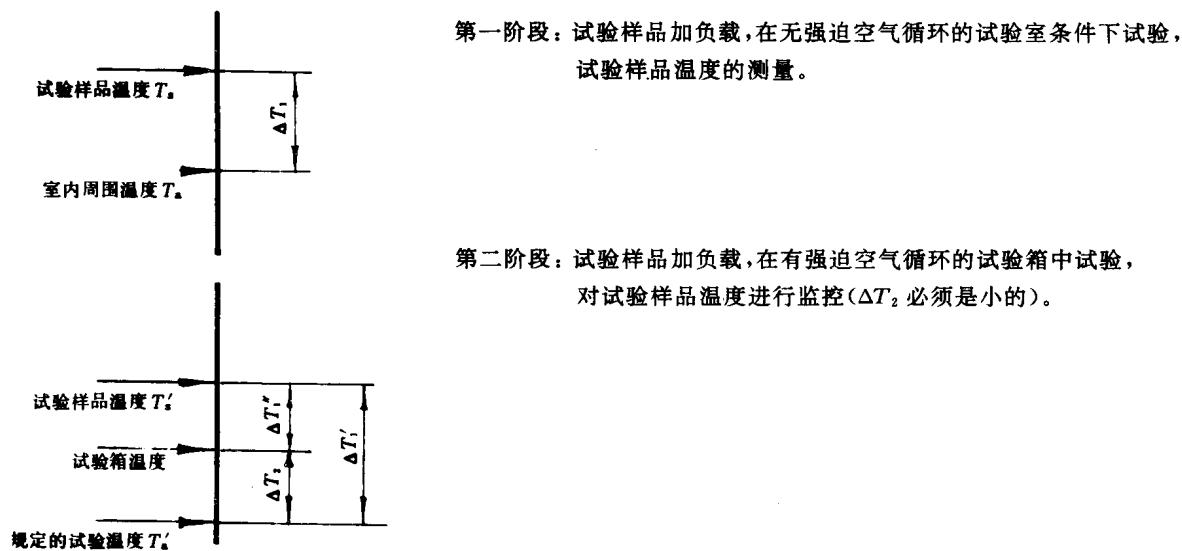 第一阶段：试验样品加负载，在无强迫空气循环的试验室条件下试验，
试验样品温度的测量。
试验样品温度 Tₛ
ΔT₁
室内周围温度 Tₐ
第二阶段：试验样品加负载，在有强迫空气循环的试验箱中试验，
对试验样品温度进行监控（ΔT₂ 必须是小的）。
试验样品温度 Tₛ′
ΔT₁″
ΔT₁′
试验箱温度
ΔT₂
规定的试验温度 Tₐ′